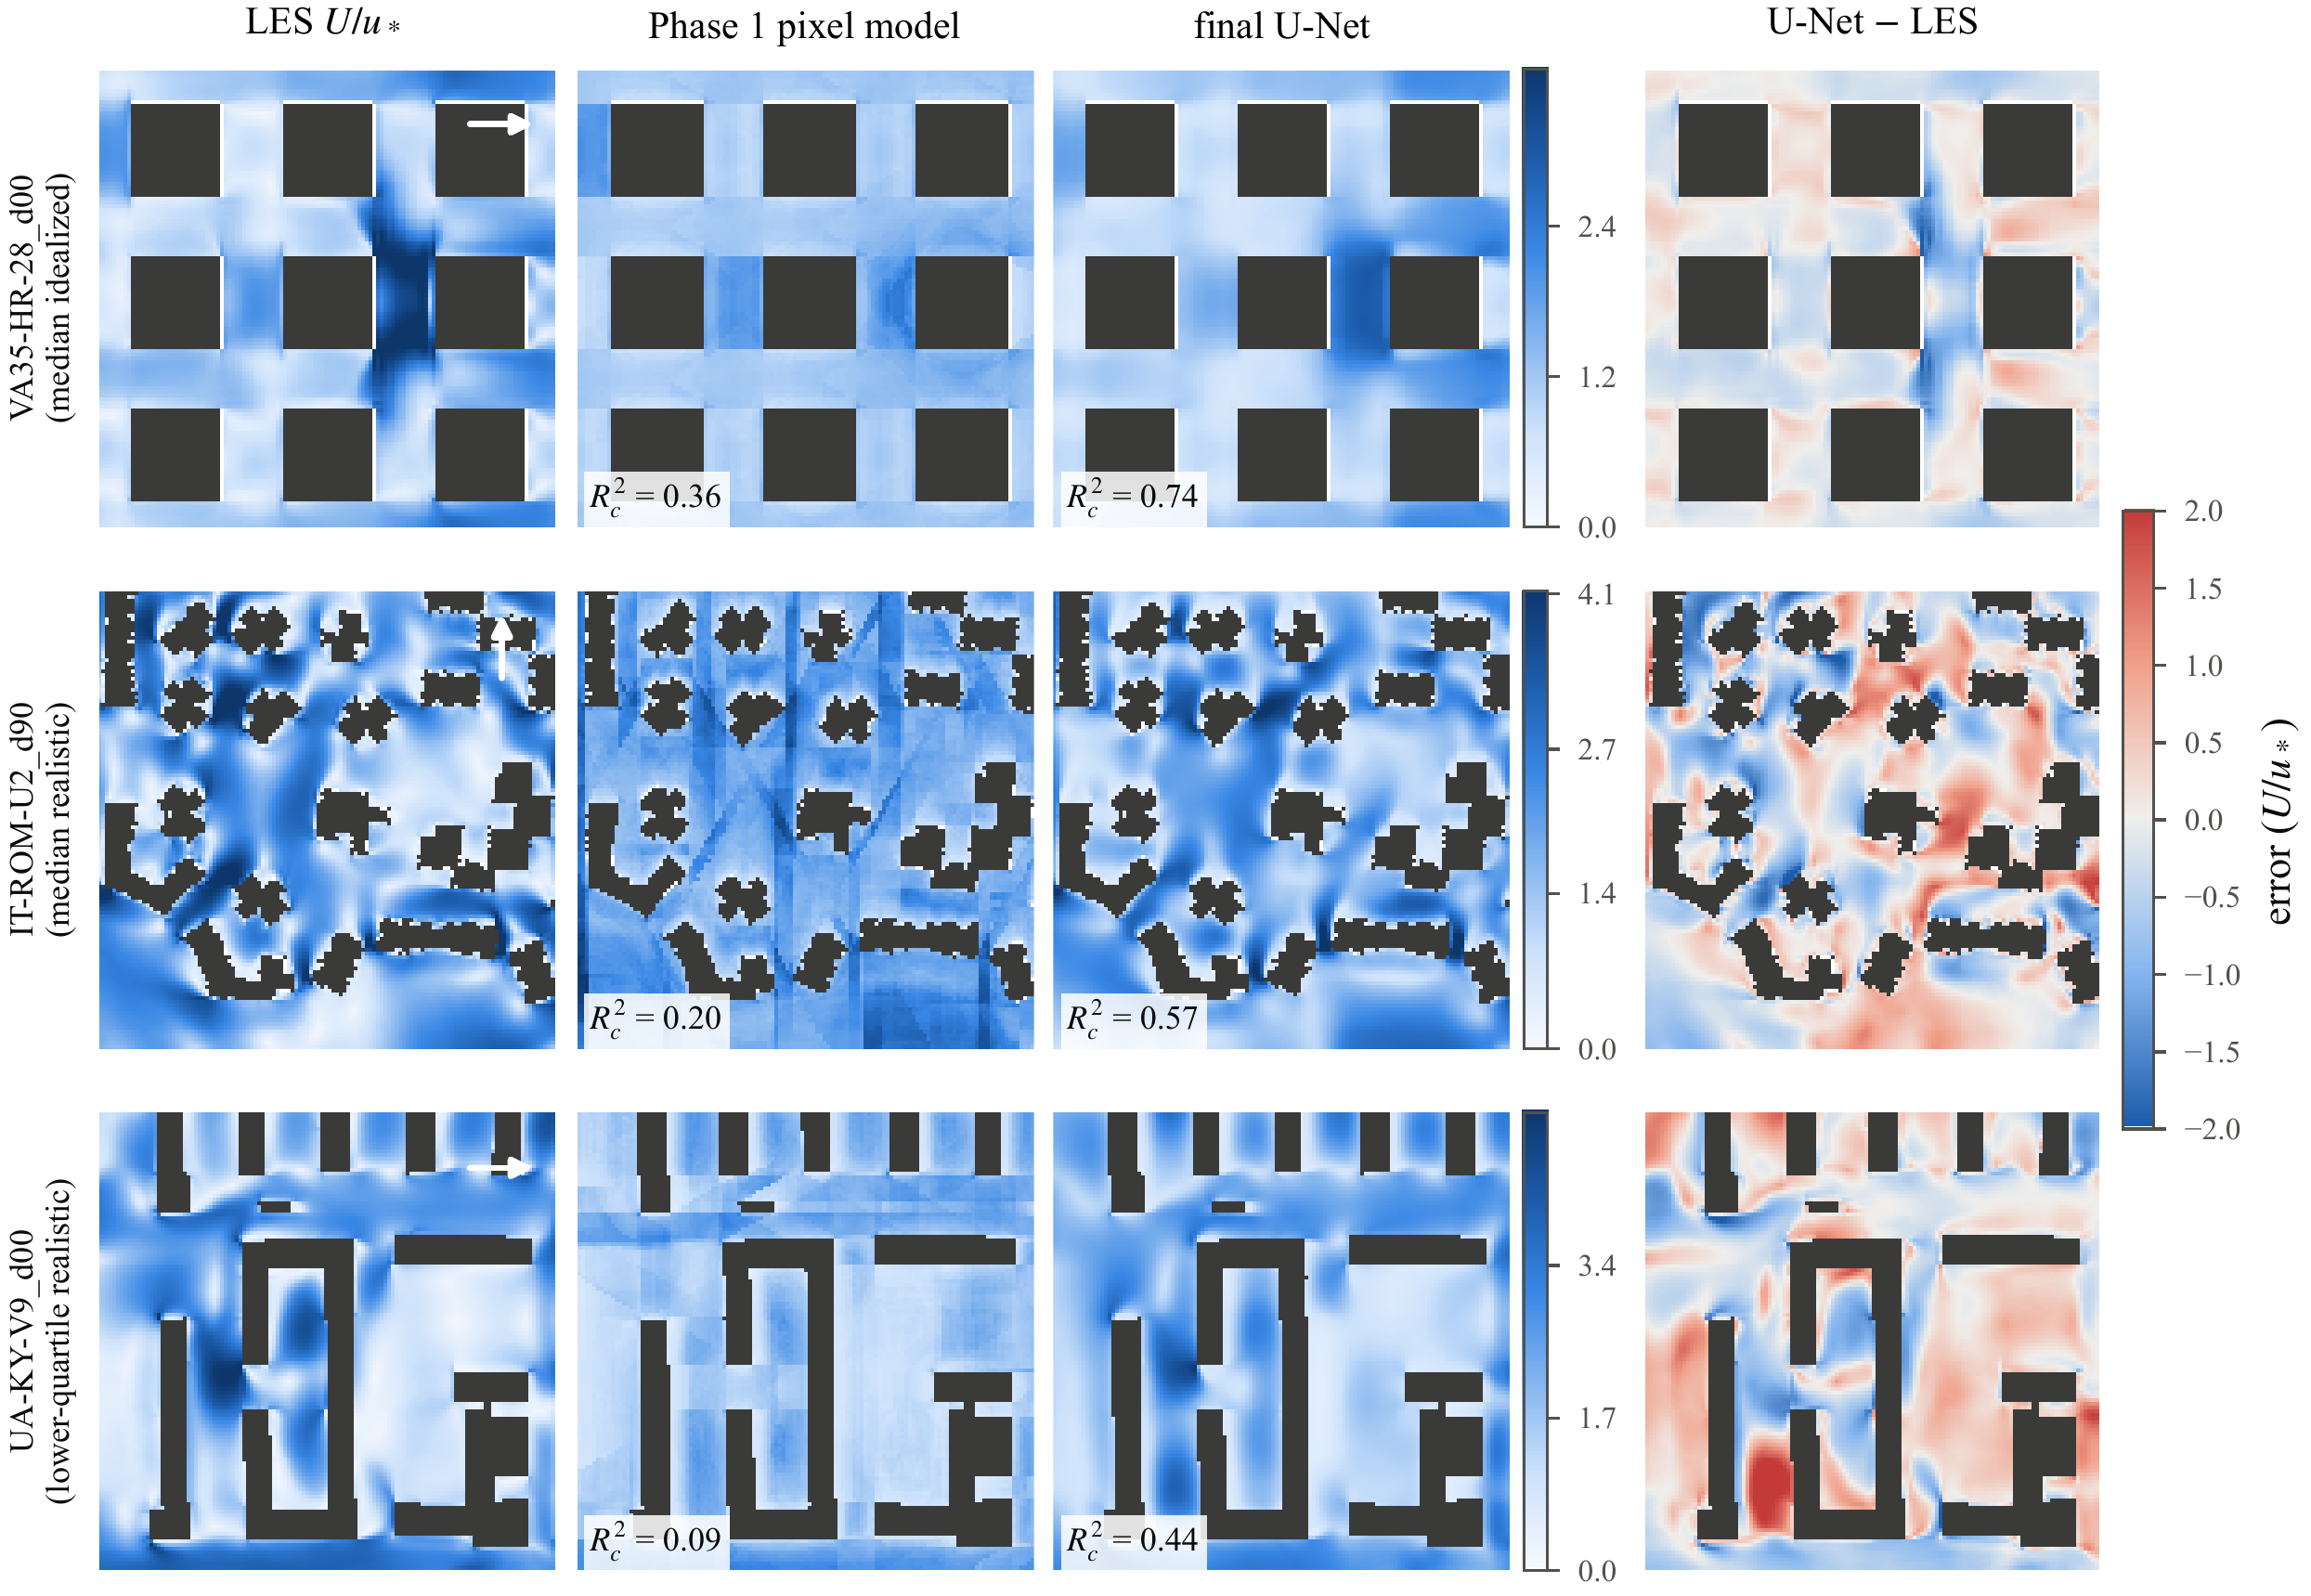 LES U/u*
Phase 1 pixel model
final U-Net
U-Net − LES
VA35-HR-28_d00
(median idealized)
R_c^2 = 0.36
R_c^2 = 0.74
2.4
1.2
0.0
IT-ROM-U2_d90
(median realistic)
R_c^2 = 0.20
R_c^2 = 0.57
4.1
2.7
1.4
0.0
UA-KY-V9_d00
(lower-quartile realistic)
R_c^2 = 0.09
R_c^2 = 0.44
3.4
1.7
0.0
2.0
1.5
1.0
0.5
0.0
−0.5
−1.0
−1.5
−2.0
error (U/u*)